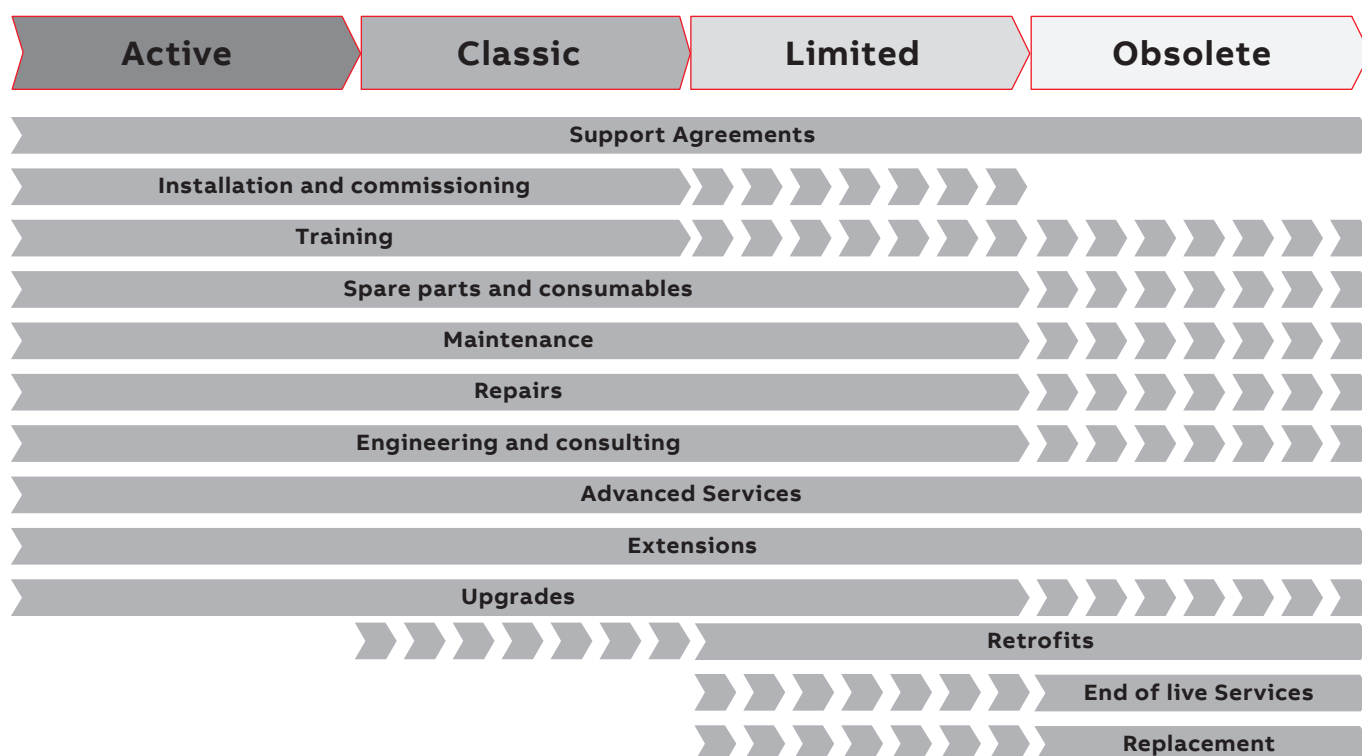 Active
Classic
Limited
Obsolete
Support Agreements
Installation and commissioning
Training
Spare parts and consumables
Maintenance
Repairs
Engineering and consulting
Advanced Services
Extensions
Upgrades
Retrofits
End of live Services
Replacement